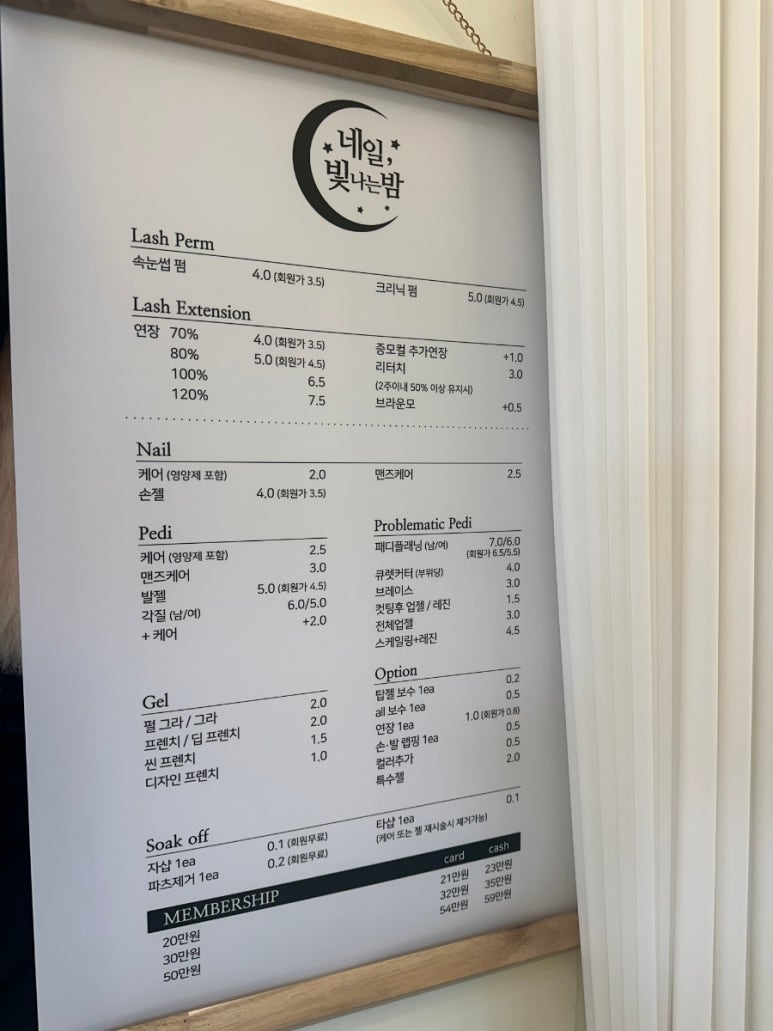 네일,
빛나는밤
Lash Perm
속눈썹 펌 4.0 (회원가 3.5)
크리닉 펌 5.0 (회원가 4.5)
Lash Extension
연장 70% 4.0 (회원가 3.5)
80% 5.0 (회원가 4.5)
100% 6.5
120% 7.5
증모컬 추가연장 +1.0
리터치 3.0
(2주이내 50% 이상 유지시)
브라운모 +0.5
Nail
케어 (영양제 포함) 2.0
손젤 4.0 (회원가 3.5)
맨즈케어 2.5
Pedi
케어 (영양제 포함) 2.5
맨즈케어 3.0
발젤 5.0 (회원가 4.5)
각질 (남/여) 6.0/5.0
+ 케어 +2.0
Problematic Pedi
패디플래닝 (남/여) 7.0/6.0
(회원가 6.5/5.5)
큐렛커터 (부위당) 4.0
브레이스 3.0
컷팅후 업젤 / 레진 1.5
전체업젤 3.0
스케일링+레진 4.5
Gel
펄 그라 / 그라 2.0
프렌치 / 딥 프렌치 2.0
씬 프렌치 1.5
디자인 프렌치 1.0
Option
탑젤 보수 1ea 0.2
all 보수 1ea 0.5
연장 1ea 1.0 (회원가 0.8)
손·발 랩핑 1ea 0.5
컬러추가 0.5
특수젤 2.0
Soak off
자샵 1ea 0.1 (회원무료)
파츠제거 1ea 0.2 (회원무료)
타샵 1ea 0.1
(케어 또는 젤 재시술시 제거가능)
MEMBERSHIP card cash
20만원 21만원 23만원
30만원 32만원 35만원
50만원 54만원 59만원